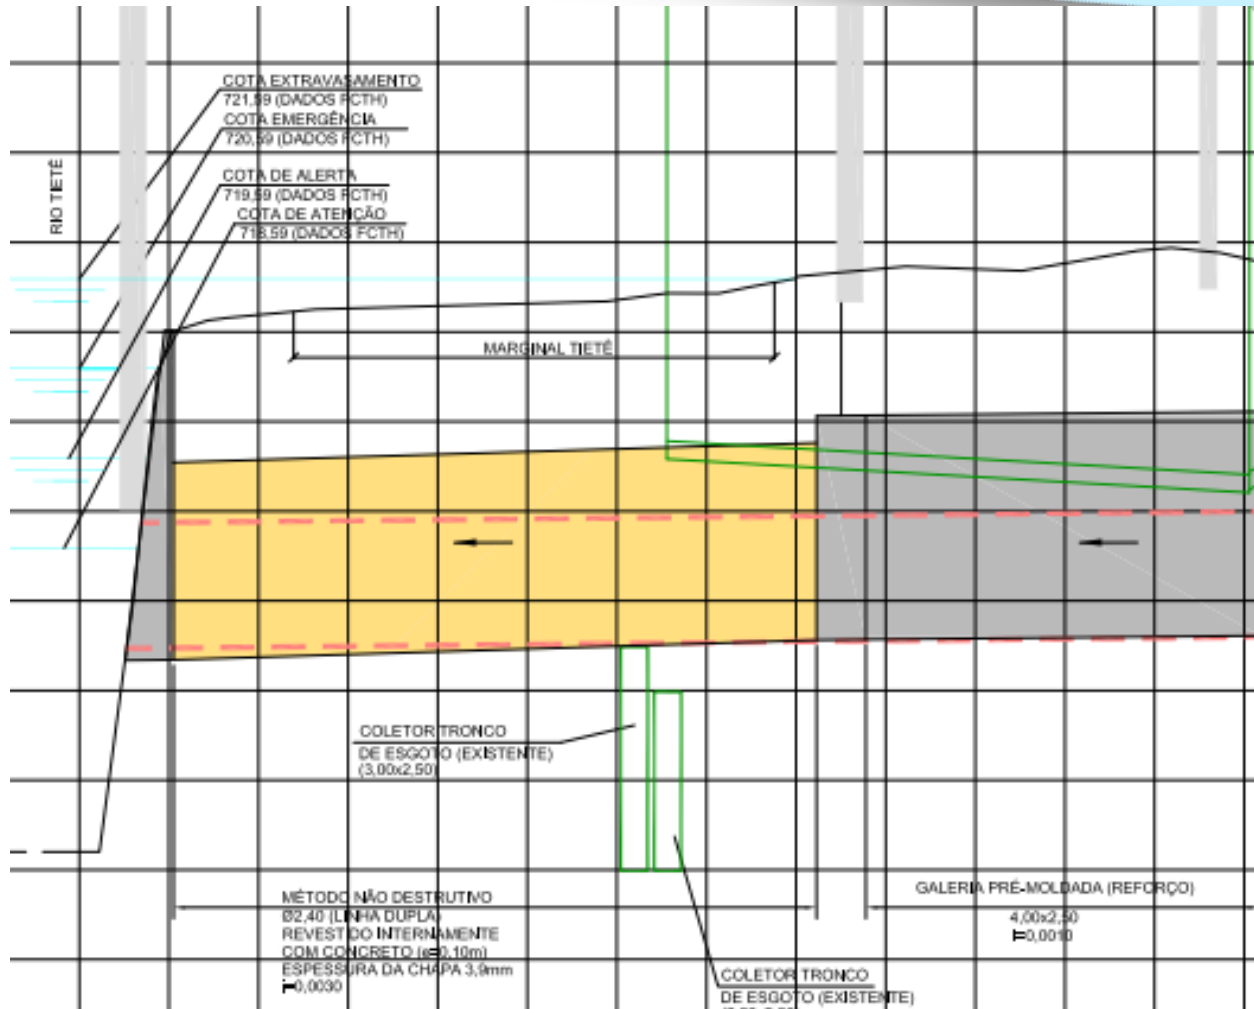 COTA EXTRAVASAMENTO
721,59 (DADOS FCTH)
COTA EMERGÊNCIA
720,59 (DADOS FCTH)
COTA DE ALERTA
719,59 (DADOS FCTH)
COTA DE ATENÇÃO
718,59 (DADOS FCTH)
RIO TIETÊ
MARGINAL TIETÊ
COLETOR TRONCO
DE ESGOTO (EXISTENTE)
(3,00x2,50)
MÉTODO NÃO DESTRUTIVO
Ø2,40 (LINHA DUPLA)
REVESTIDO INTERNAMENTE
COM CONCRETO (e=0,10m)
ESPESSURA DA CHAPA 3,9mm
i=0,0030
GALERIA PRÉ-MOLDADA (REFORÇO)
4,00x2,50
i=0,0010
COLETOR TRONCO
DE ESGOTO (EXISTENTE)